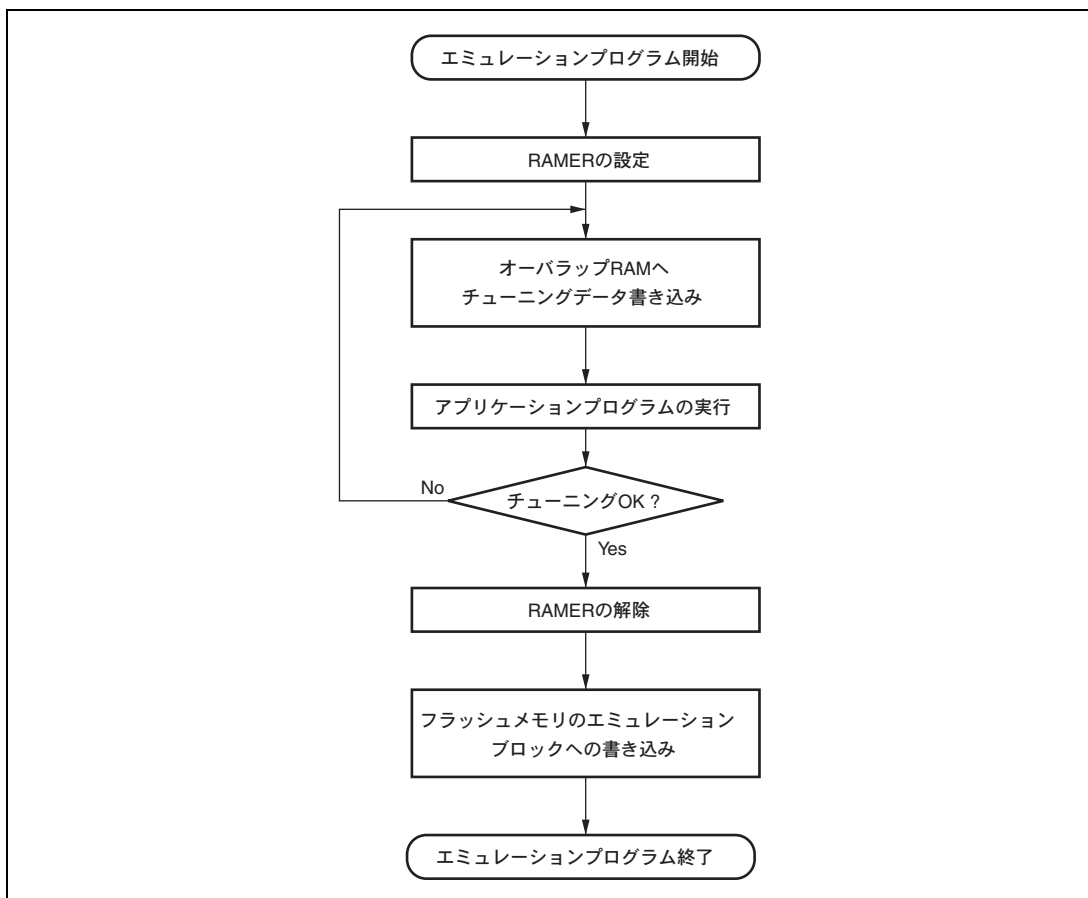 エミュレーションプログラム開始
RAMERの設定
オーバラップRAMへ
チューニングデータ書き込み
アプリケーションプログラムの実行
No
チューニングOK？
Yes
RAMERの解除
フラッシュメモリのエミュレーション
ブロックへの書き込み
エミュレーションプログラム終了